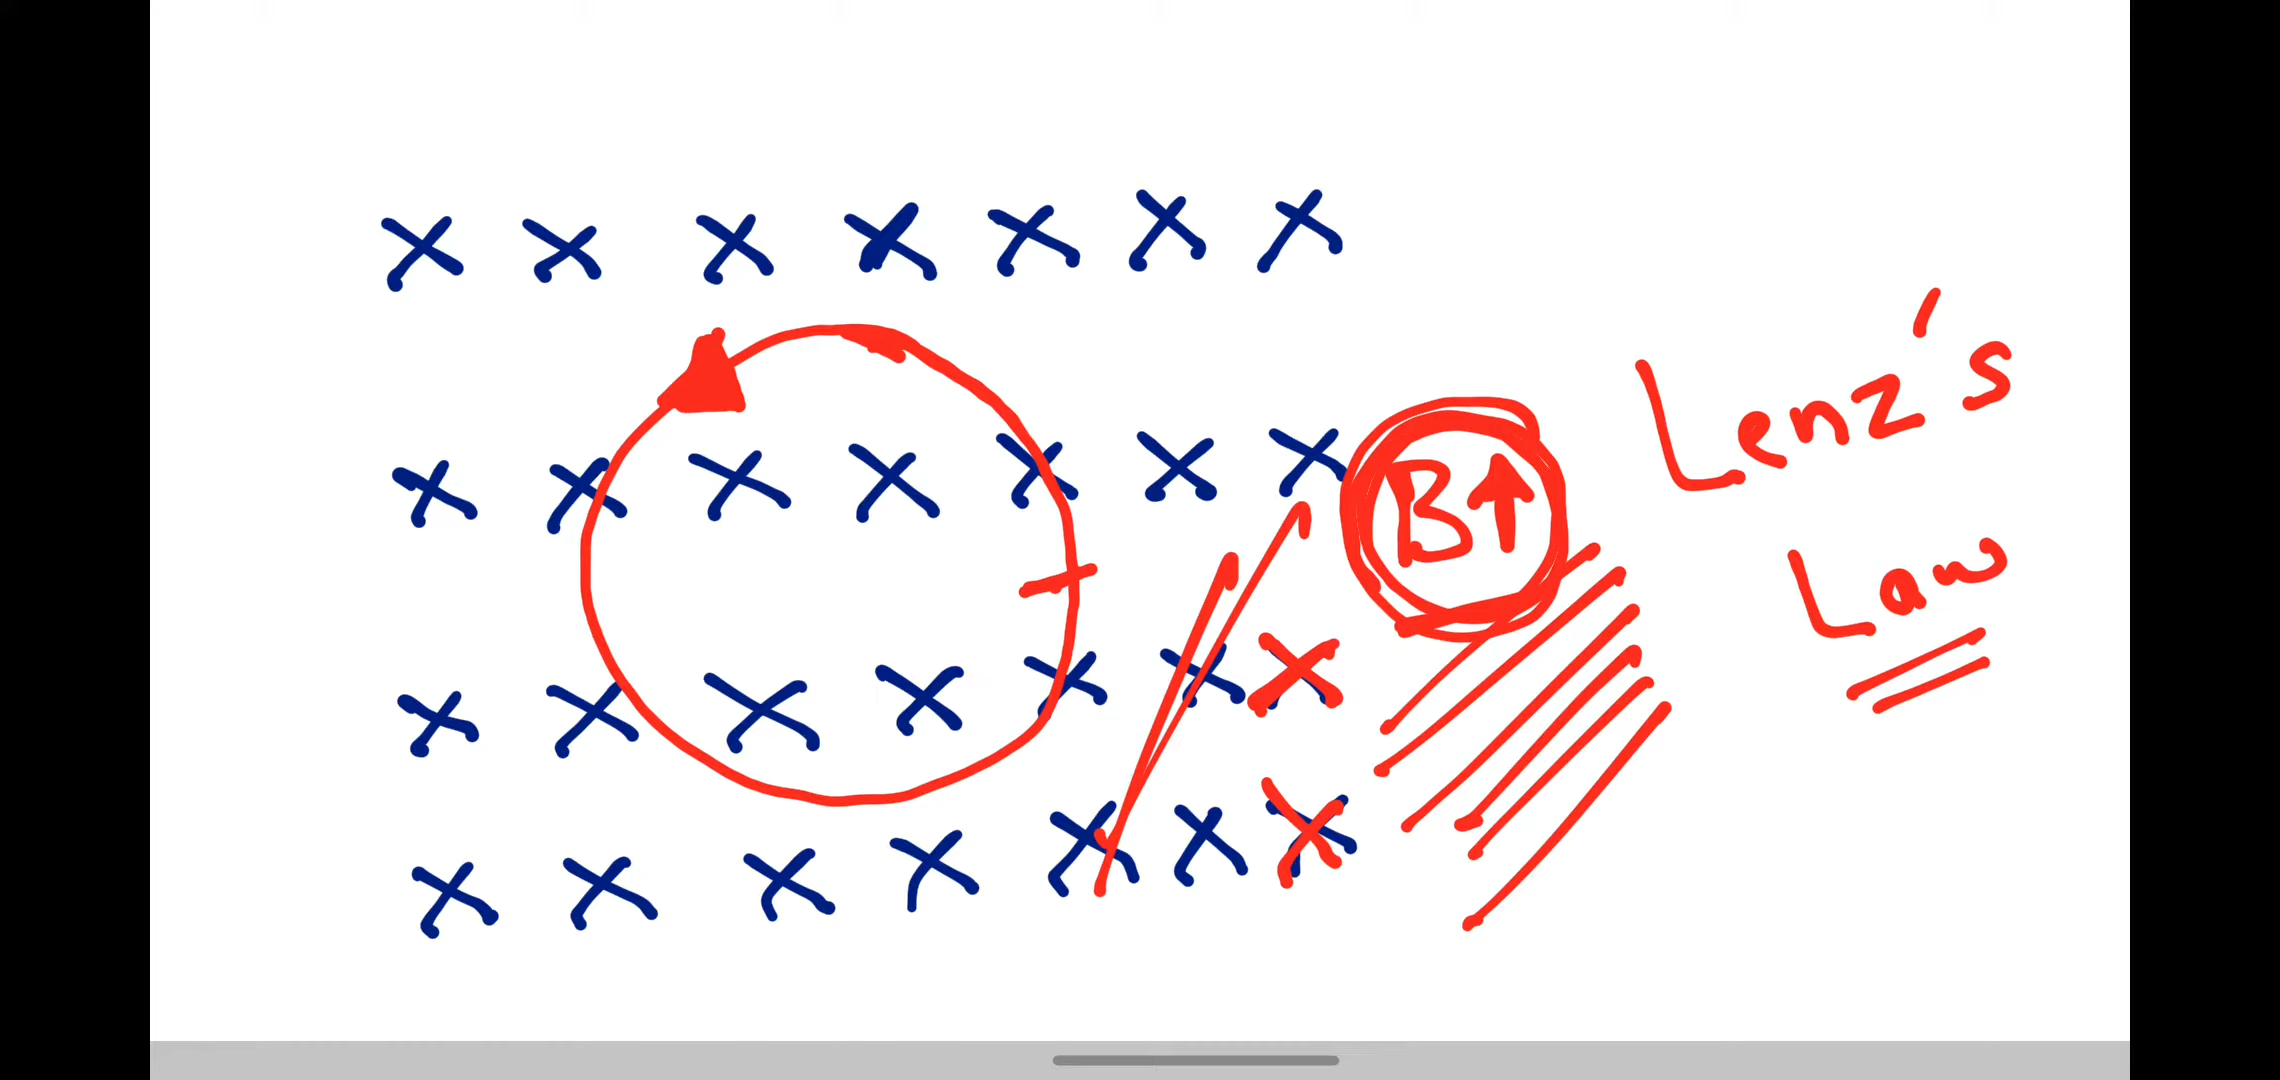 × × × × × × ×
× × × × × × ×
B↑
× × × × × × ×
× × × × × × ×
Lenz's
Law